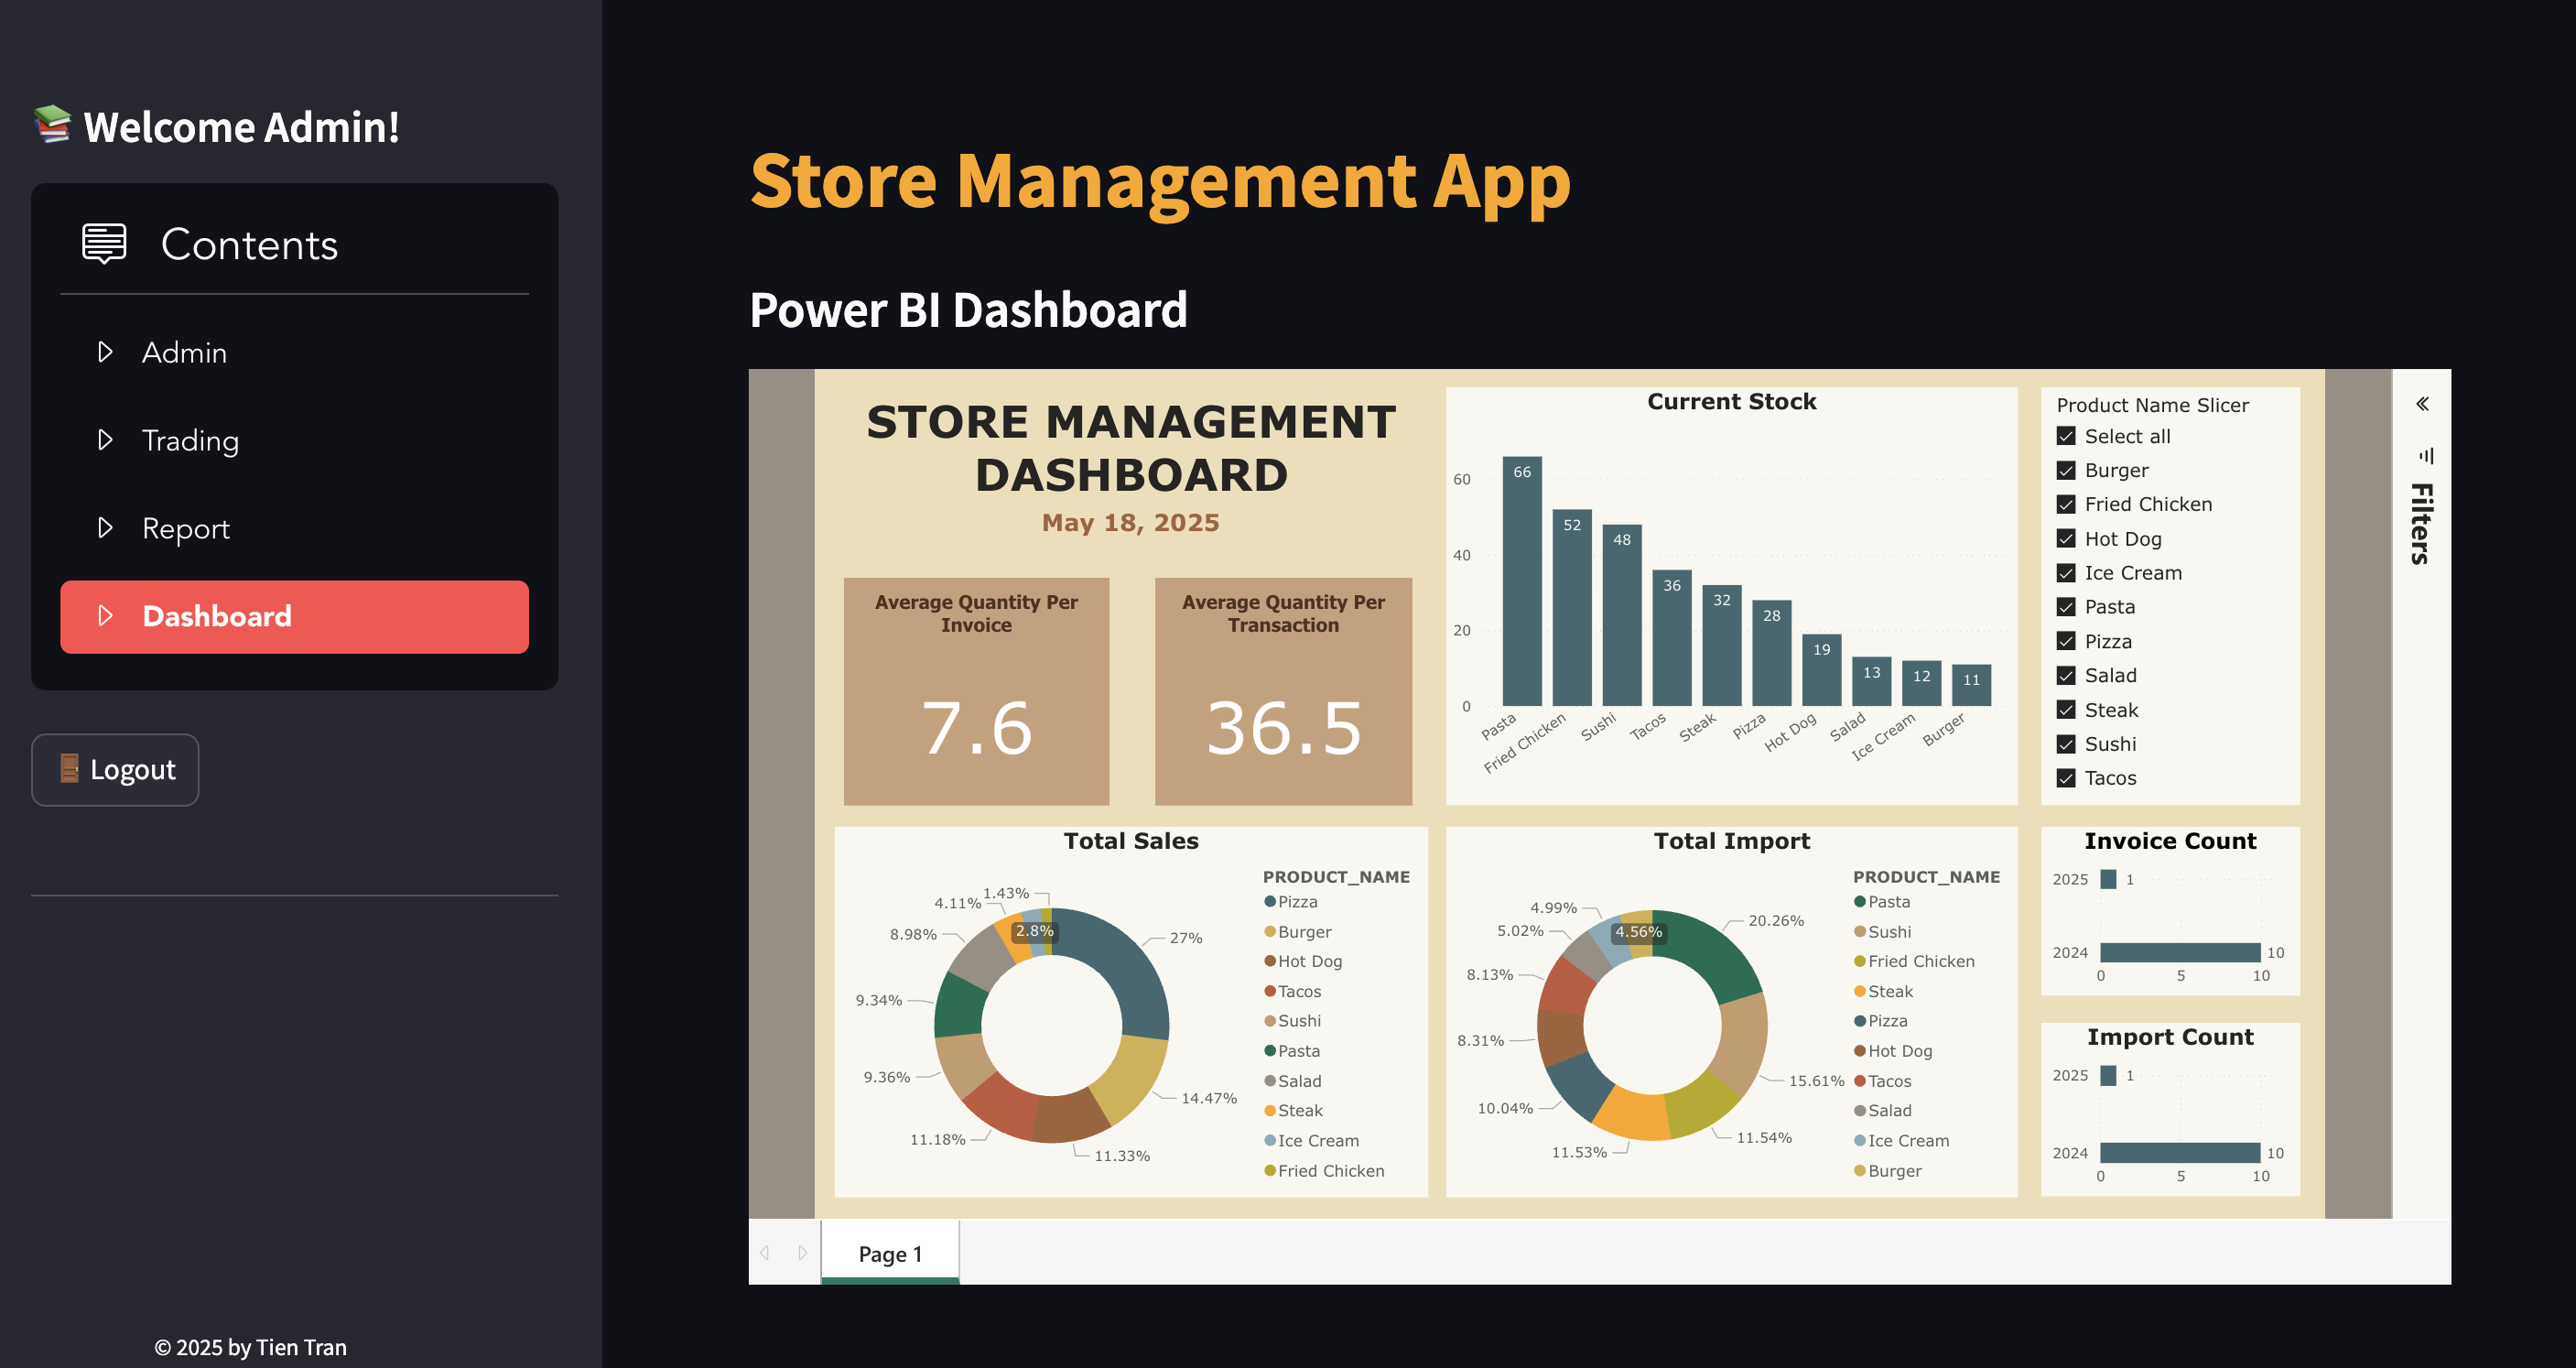 Welcome Admin!
Contents
Admin
Trading
Report
Dashboard
Logout
© 2025 by Tien Tran
Store Management App
Power BI Dashboard
STORE MANAGEMENT
DASHBOARD
May 18, 2025
Average Quantity Per
Invoice
7.6
Average Quantity Per
Transaction
36.5
Current Stock
60
40
20
0
66
52
48
36
32
28
19
13
12
11
Pasta
Fried Chicken
Sushi
Tacos
Steak
Pizza
Hot Dog
Salad
Ice Cream
Burger
Product Name Slicer
Select all
Burger
Fried Chicken
Hot Dog
Ice Cream
Pasta
Pizza
Salad
Steak
Sushi
Tacos
Filters
Total Sales
27%
14.47%
11.33%
11.18%
9.36%
9.34%
8.98%
4.11%
2.8%
1.43%
PRODUCT_NAME
Pizza
Burger
Hot Dog
Tacos
Sushi
Pasta
Salad
Steak
Ice Cream
Fried Chicken
Total Import
20.26%
15.61%
11.54%
11.53%
10.04%
8.31%
8.13%
5.02%
4.99%
4.56%
PRODUCT_NAME
Pasta
Sushi
Fried Chicken
Steak
Pizza
Hot Dog
Tacos
Salad
Ice Cream
Burger
Invoice Count
2025 1
2024 10
0 5 10
Import Count
2025 1
2024 10
0 5 10
Page 1